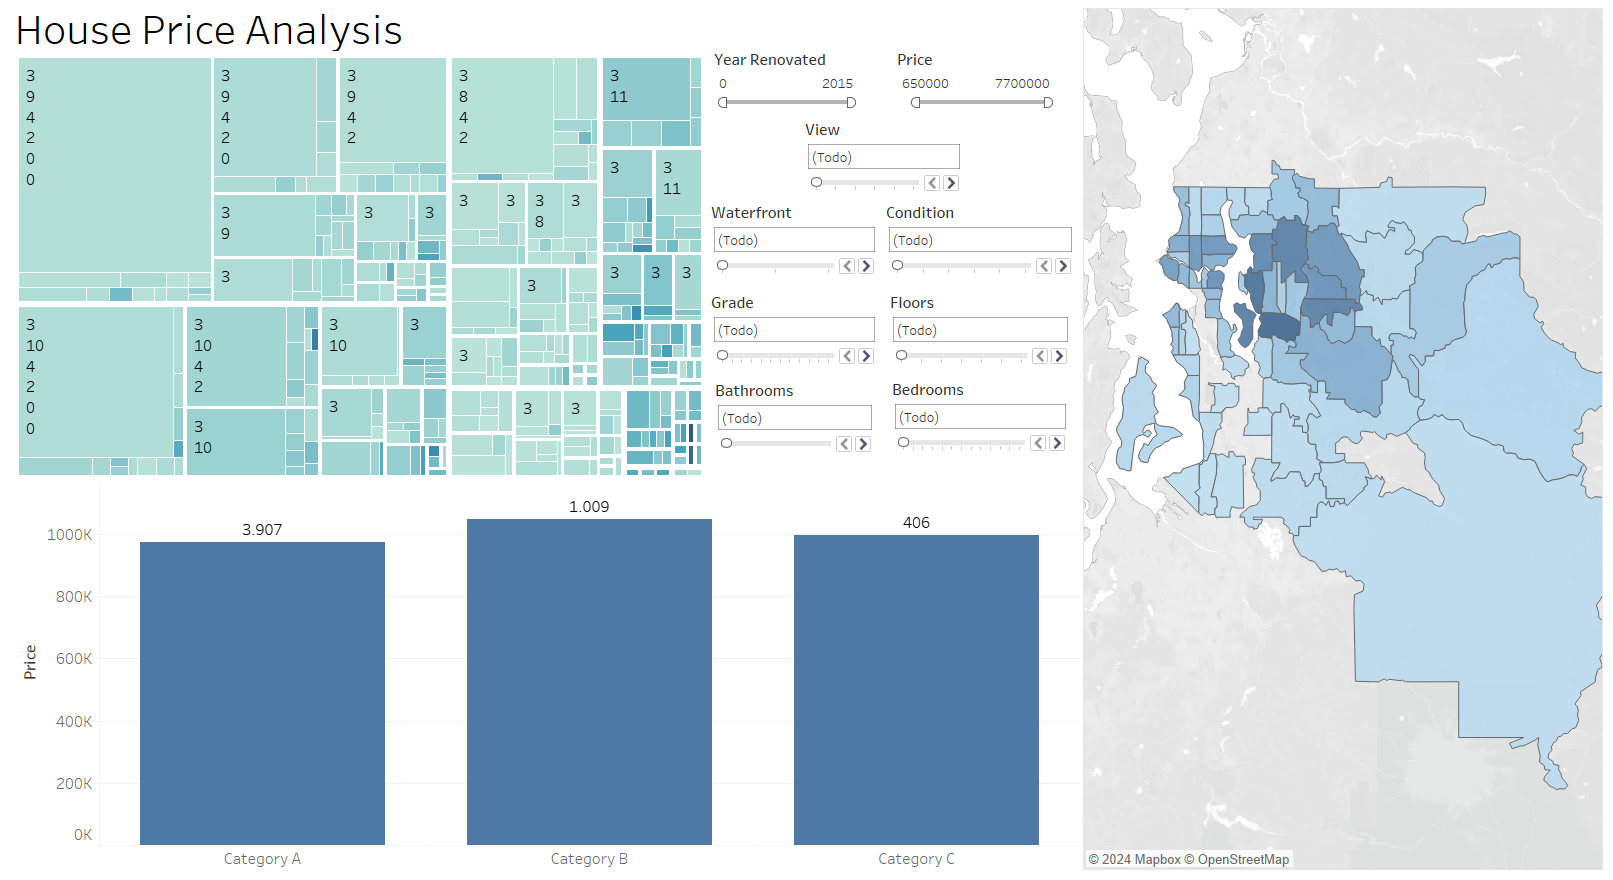 House Price Analysis
3
9
4
2
0
0
3
9
4
2
0
3
9
4
2
3
9
3
3
3
3
8
4
2
3
3
3
8
3
3
3
3
11
3
3
11
3
3
3
3
10
4
2
0
0
3
10
4
2
3
10
3
10
3
3
3
3
Year Renovated
0 2015
Price
650000 7700000
View
(Todo)
Waterfront
(Todo)
Condition
(Todo)
Grade
(Todo)
Floors
(Todo)
Bathrooms
(Todo)
Bedrooms
(Todo)
Price
1000K
800K
600K
400K
200K
0K
3.907
1.009
406
Category A
Category B
Category C
© 2024 Mapbox © OpenStreetMap